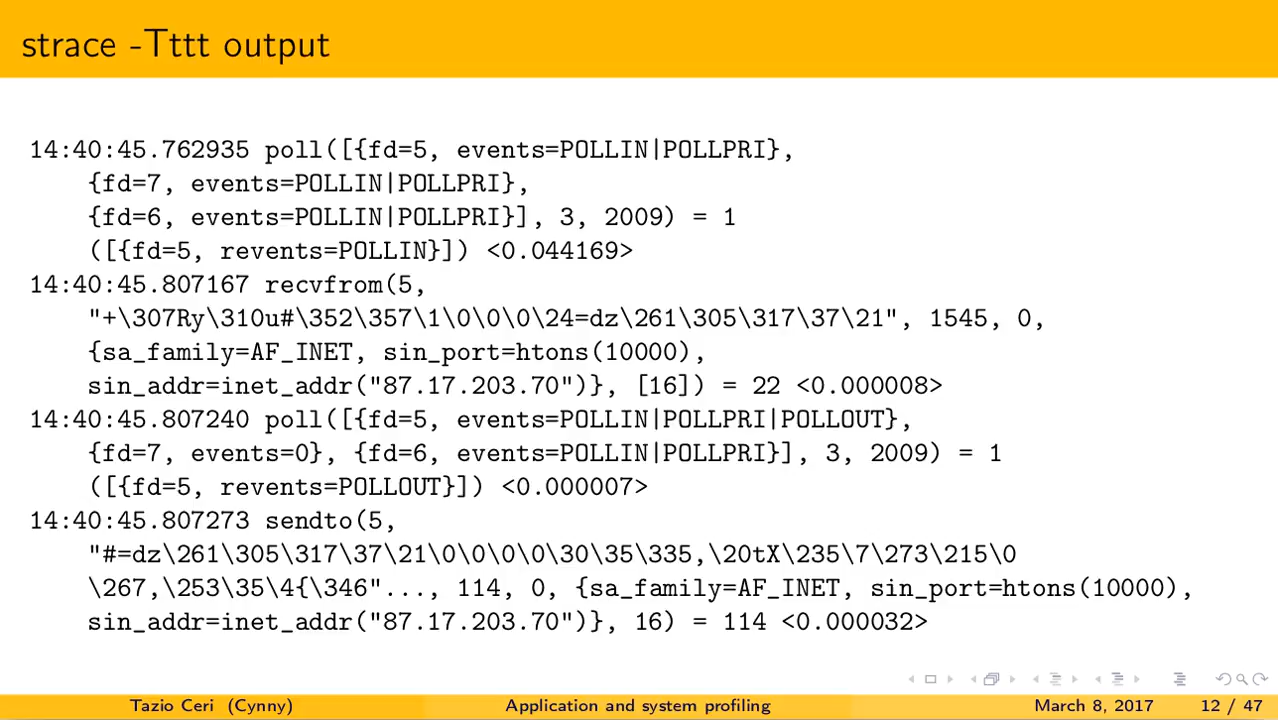 strace -Tttt output
14:40:45.762935 poll([{fd=5, events=POLLIN|POLLPRI},
{fd=7, events=POLLIN|POLLPRI},
{fd=6, events=POLLIN|POLLPRI}], 3, 2009) = 1
([{fd=5, revents=POLLIN}]) <0.044169>
14:40:45.807167 recvfrom(5,
"+\307Ry\310u#\352\357\1\0\0\0\24=dz\261\305\317\37\21", 1545, 0,
{sa_family=AF_INET, sin_port=htons(10000),
sin_addr=inet_addr("87.17.203.70")}, [16]) = 22 <0.000008>
14:40:45.807240 poll([{fd=5, events=POLLIN|POLLPRI|POLLOUT},
{fd=7, events=0}, {fd=6, events=POLLIN|POLLPRI}], 3, 2009) = 1
([{fd=5, revents=POLLOUT}]) <0.000007>
14:40:45.807273 sendto(5,
"#=dz\261\305\317\37\21\0\0\0\0\30\35\335,\20tX\235\7\273\215\0
\267,\253\35\4{\346"..., 114, 0, {sa_family=AF_INET, sin_port=htons(10000),
sin_addr=inet_addr("87.17.203.70")}, 16) = 114 <0.000032>
Tazio Ceri (Cynny) Application and system profiling March 8, 2017 12 / 47